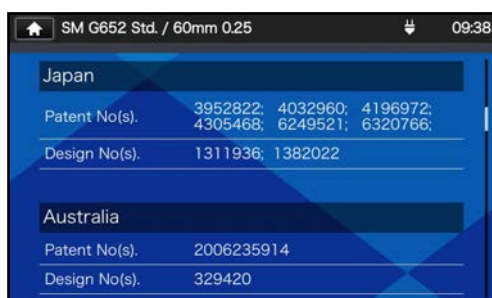 SM G652 Std. / 60mm 0.25 09:38
Japan
Patent No(s). 3952822; 4032960; 4196972;
4305468; 6249521; 6320766;
Design No(s). 1311936; 1382022
Australia
Patent No(s). 2006235914
Design No(s). 329420